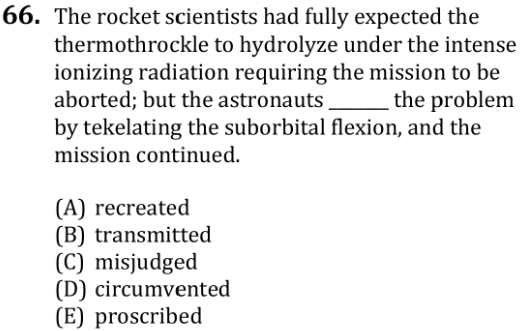 66. The rocket scientists had fully expected the
thermothrockle to hydrolyze under the intense
ionizing radiation requiring the mission to be
aborted; but the astronauts ______ the problem
by tekelating the suborbital flexion, and the
mission continued.
(A) recreated
(B) transmitted
(C) misjudged
(D) circumvented
(E) proscribed